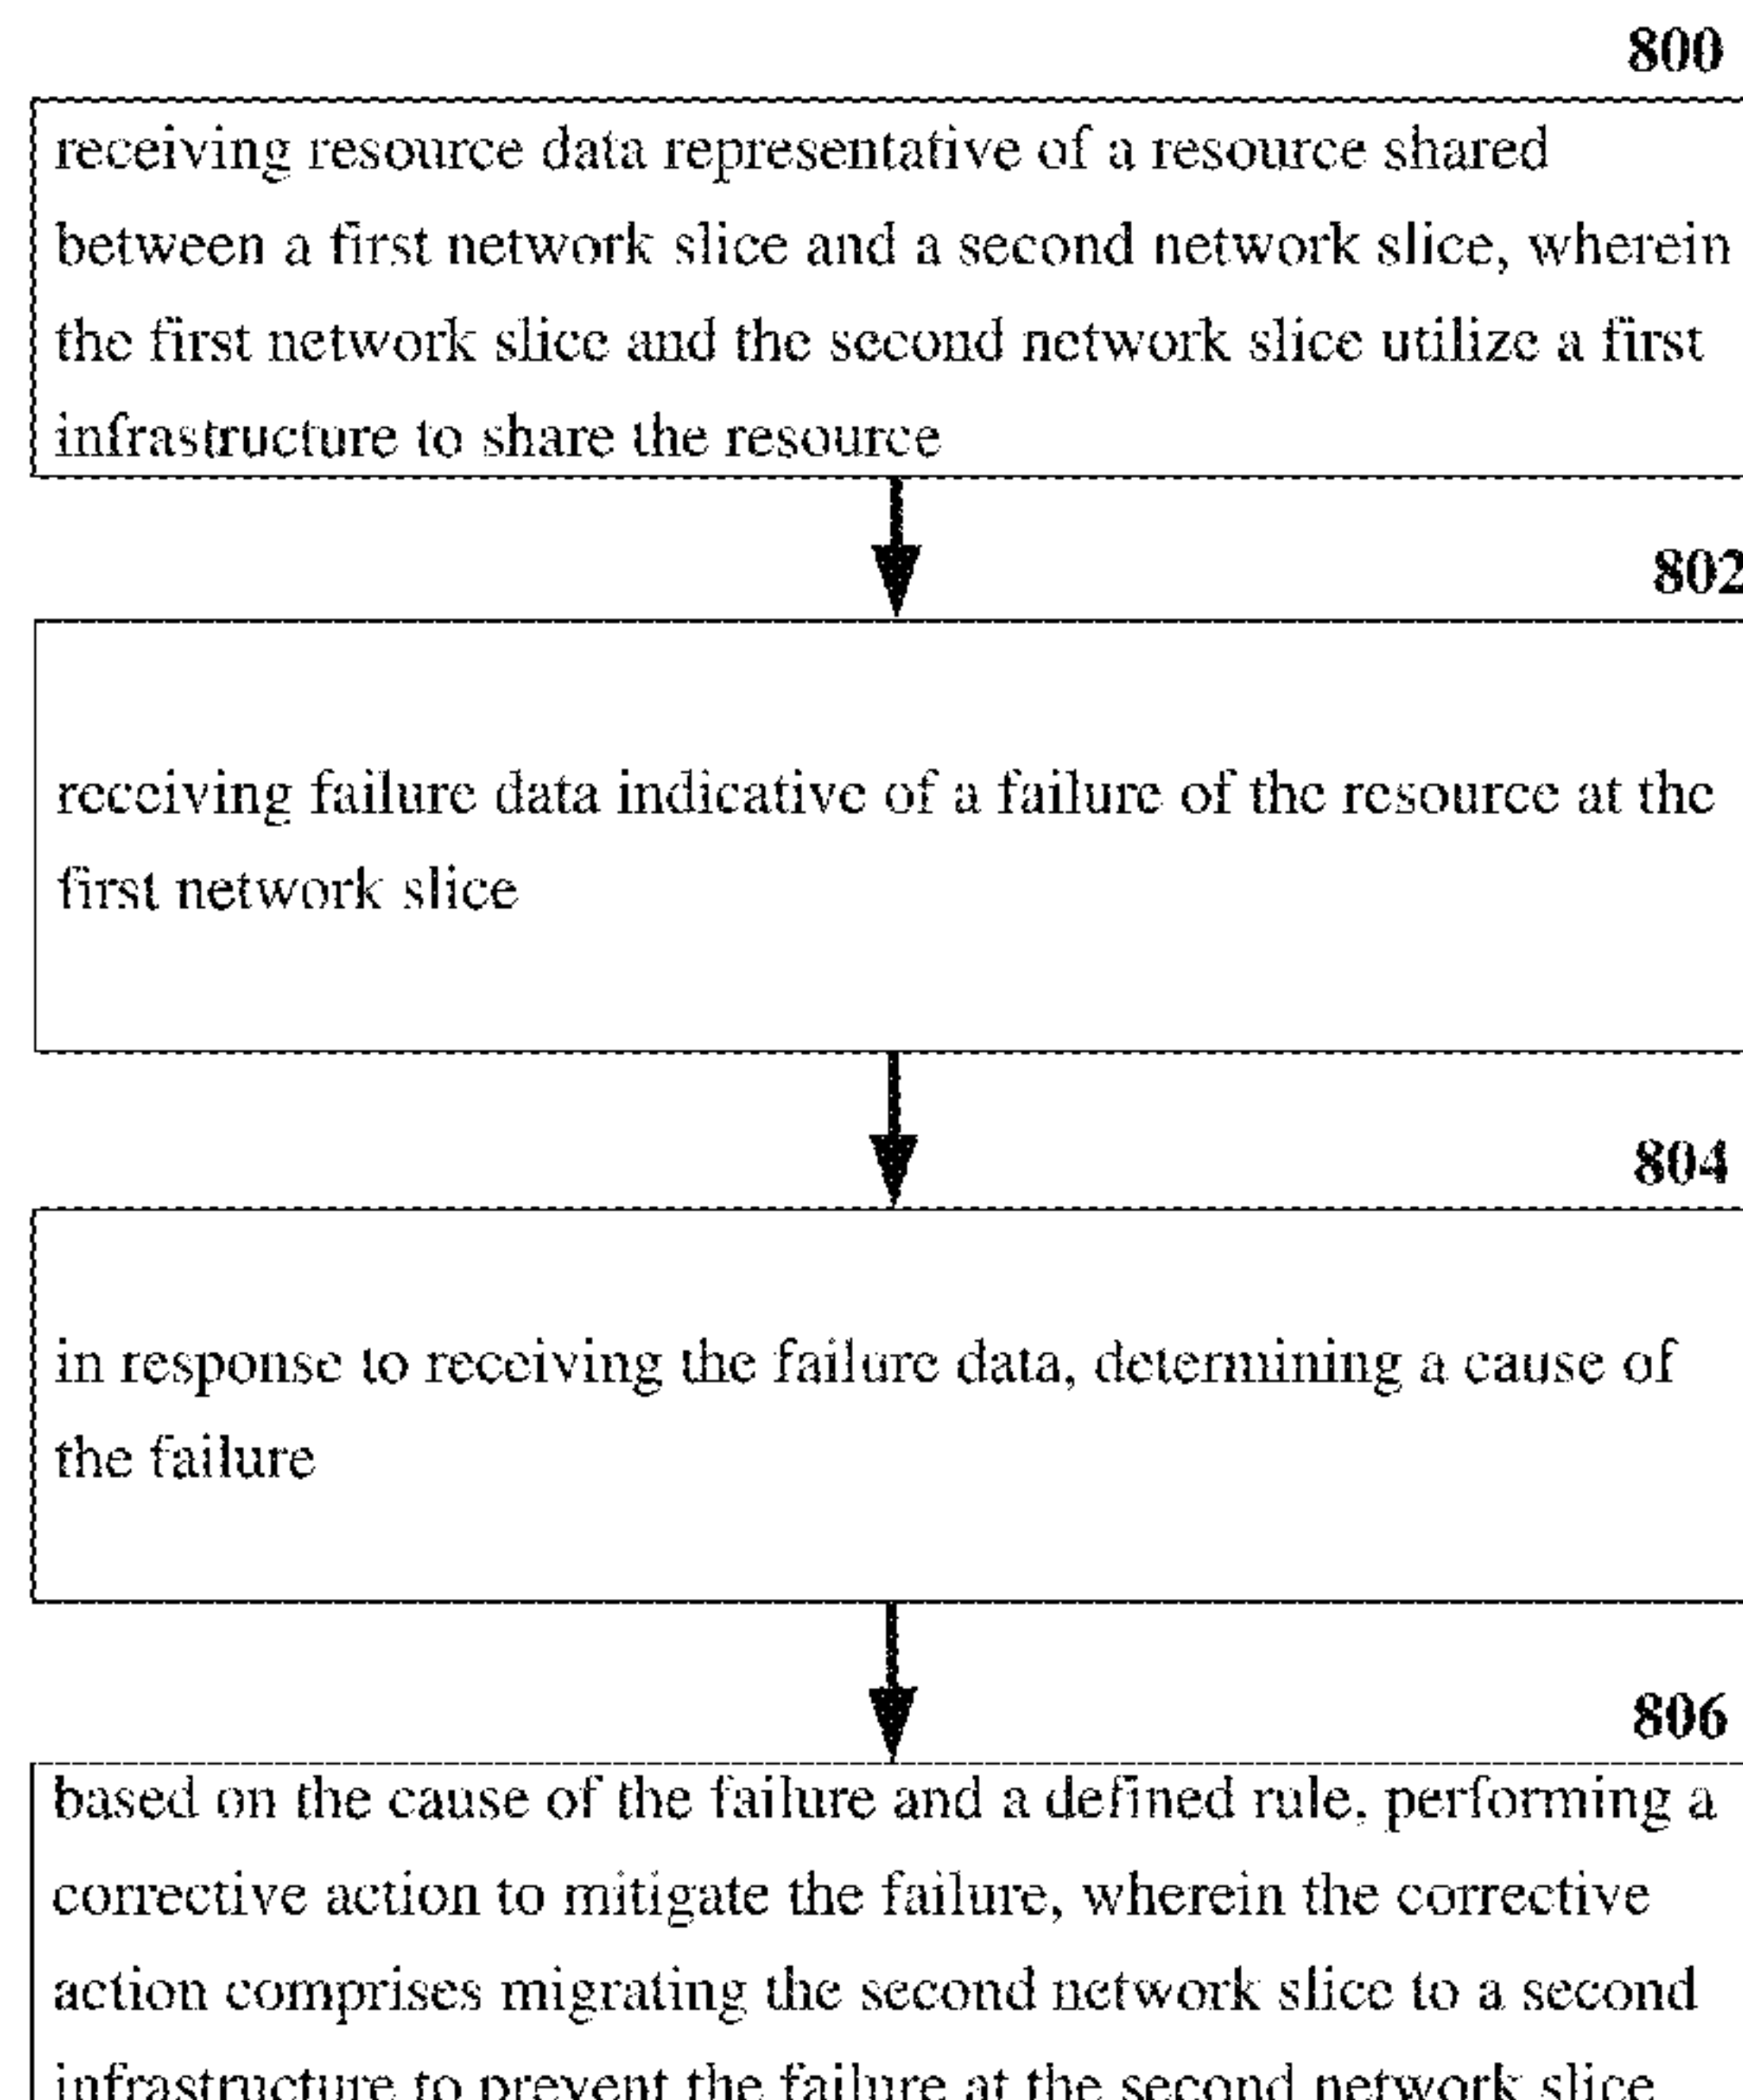 800
receiving resource data representative of a resource shared
between a first network slice and a second network slice, wherein
the first network slice and the second network slice utilize a first
infrastructure to share the resource
802
receiving failure data indicative of a failure of the resource at the
first network slice
804
in response to receiving the failure data, determining a cause of
the failure
806
based on the cause of the failure and a defined rule, performing a
corrective action to mitigate the failure, wherein the corrective
action comprises migrating the second network slice to a second
infrastructure to prevent the failure at the second network slice